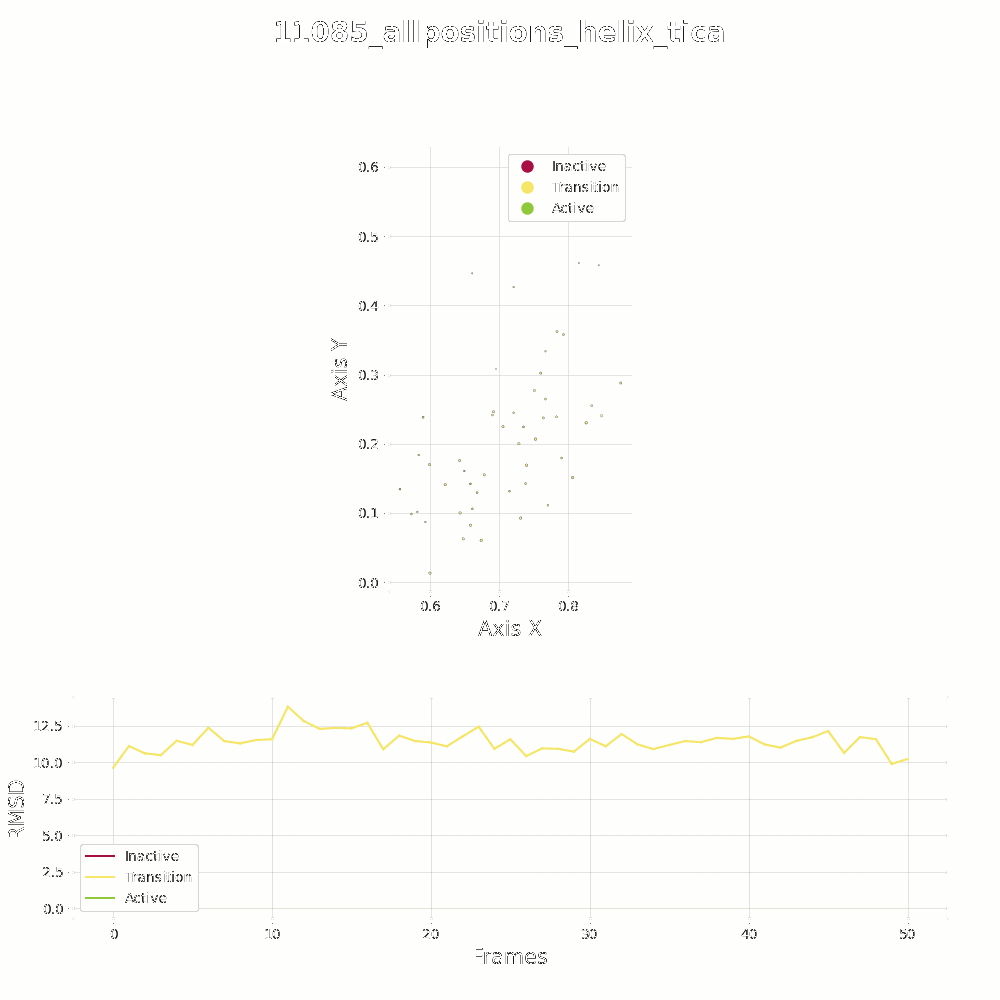 11085_allpositions_helix_tica
0.6
0.5
0.4
0.3
0.2
0.1
0.0
Axis Y
Inactive
Transition
Active
0.6 0.7 0.8
Axis X
12.5
10.0
7.5
5.0
2.5
0.0
RMSD
Inactive
Transition
Active
0 10 20 30 40 50
Frames